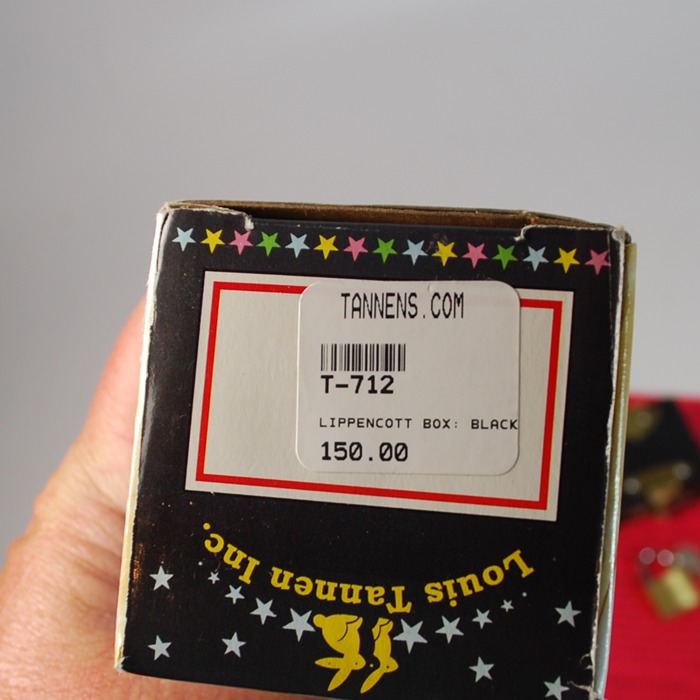 TANNENS.COM
T-712
LIPPENCOTT BOX: BLACK
150.00
Louis Tannen Inc.